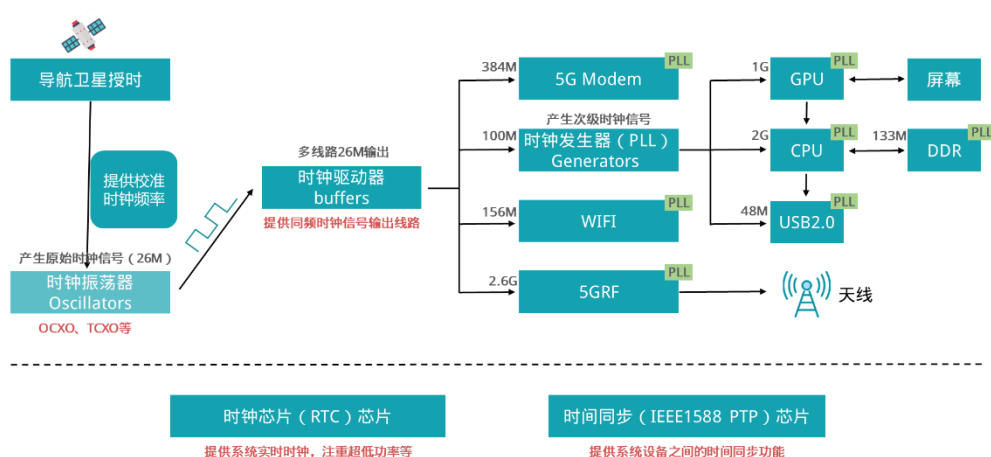 导航卫星授时
提供校准
时钟频率
产生原始时钟信号（26M）
时钟振荡器
Oscillators
OCXO、TCXO等
多线路26M输出
时钟驱动器
buffers
提供同频时钟信号输出线路
384M
PLL
5G Modem
产生次级时钟信号
100M
时钟发生器（PLL）
Generators
156M
PLL
WIFI
2.6G
PLL
5GRF
1G
PLL
GPU
屏幕
2G
PLL
CPU
133M
PLL
DDR
48M
PLL
USB2.0
天线
时钟芯片（RTC）芯片
提供系统实时时钟，注重超低功率等
时间同步（IEEE1588 PTP）芯片
提供系统设备之间的时间同步功能